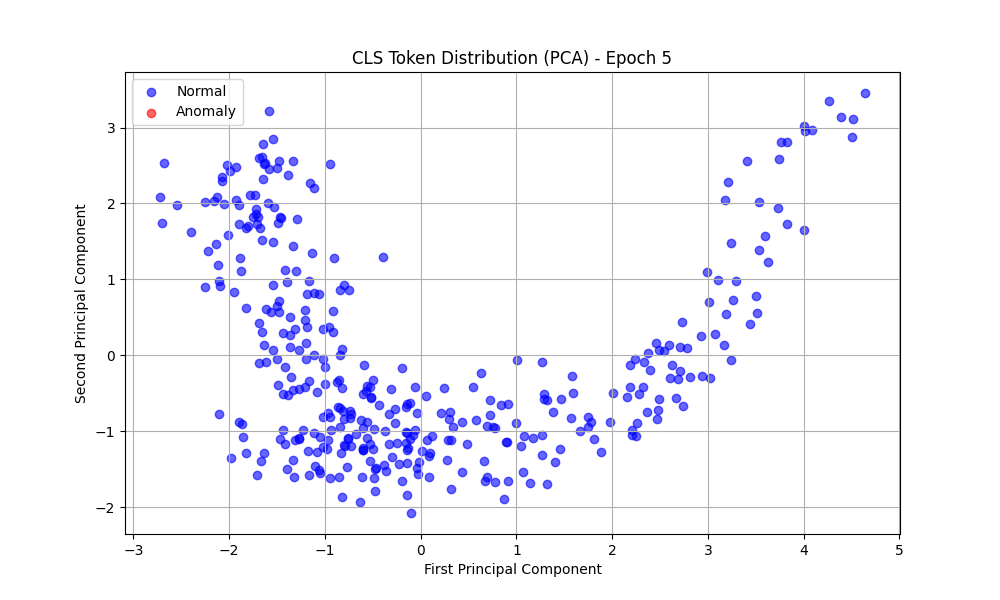 CLS Token Distribution (PCA) - Epoch 5
Normal
Anomaly
3
2
1
0
−1
−2
Second Principal Component
−3 −2 −1 0 1 2 3 4 5
First Principal Component